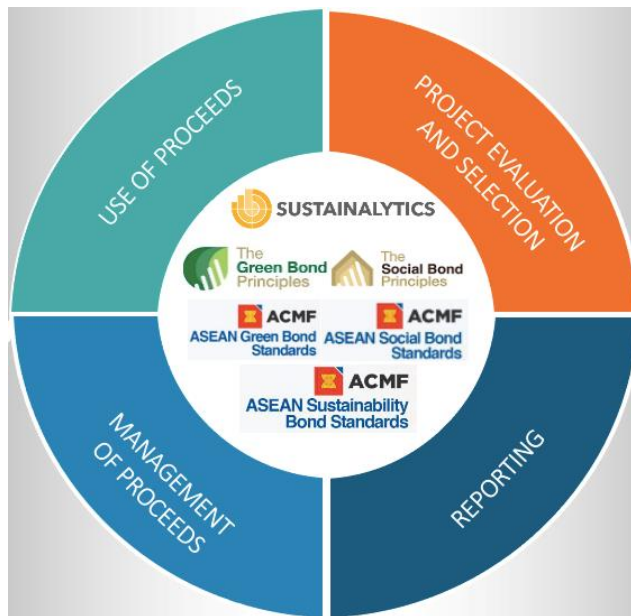 USE OF PROCEEDS
PROJECT EVALUATION
AND SELECTION
SUSTAINALYTICS
The
Green Bond
Principles
The
Social Bond
Principles
ACMF
ASEAN Green Bond
Standards
ACMF
ASEAN Social Bond
Standards
ACMF
ASEAN Sustainability
Bond Standards
MANAGEMENT
OF PROCEEDS
REPORTING